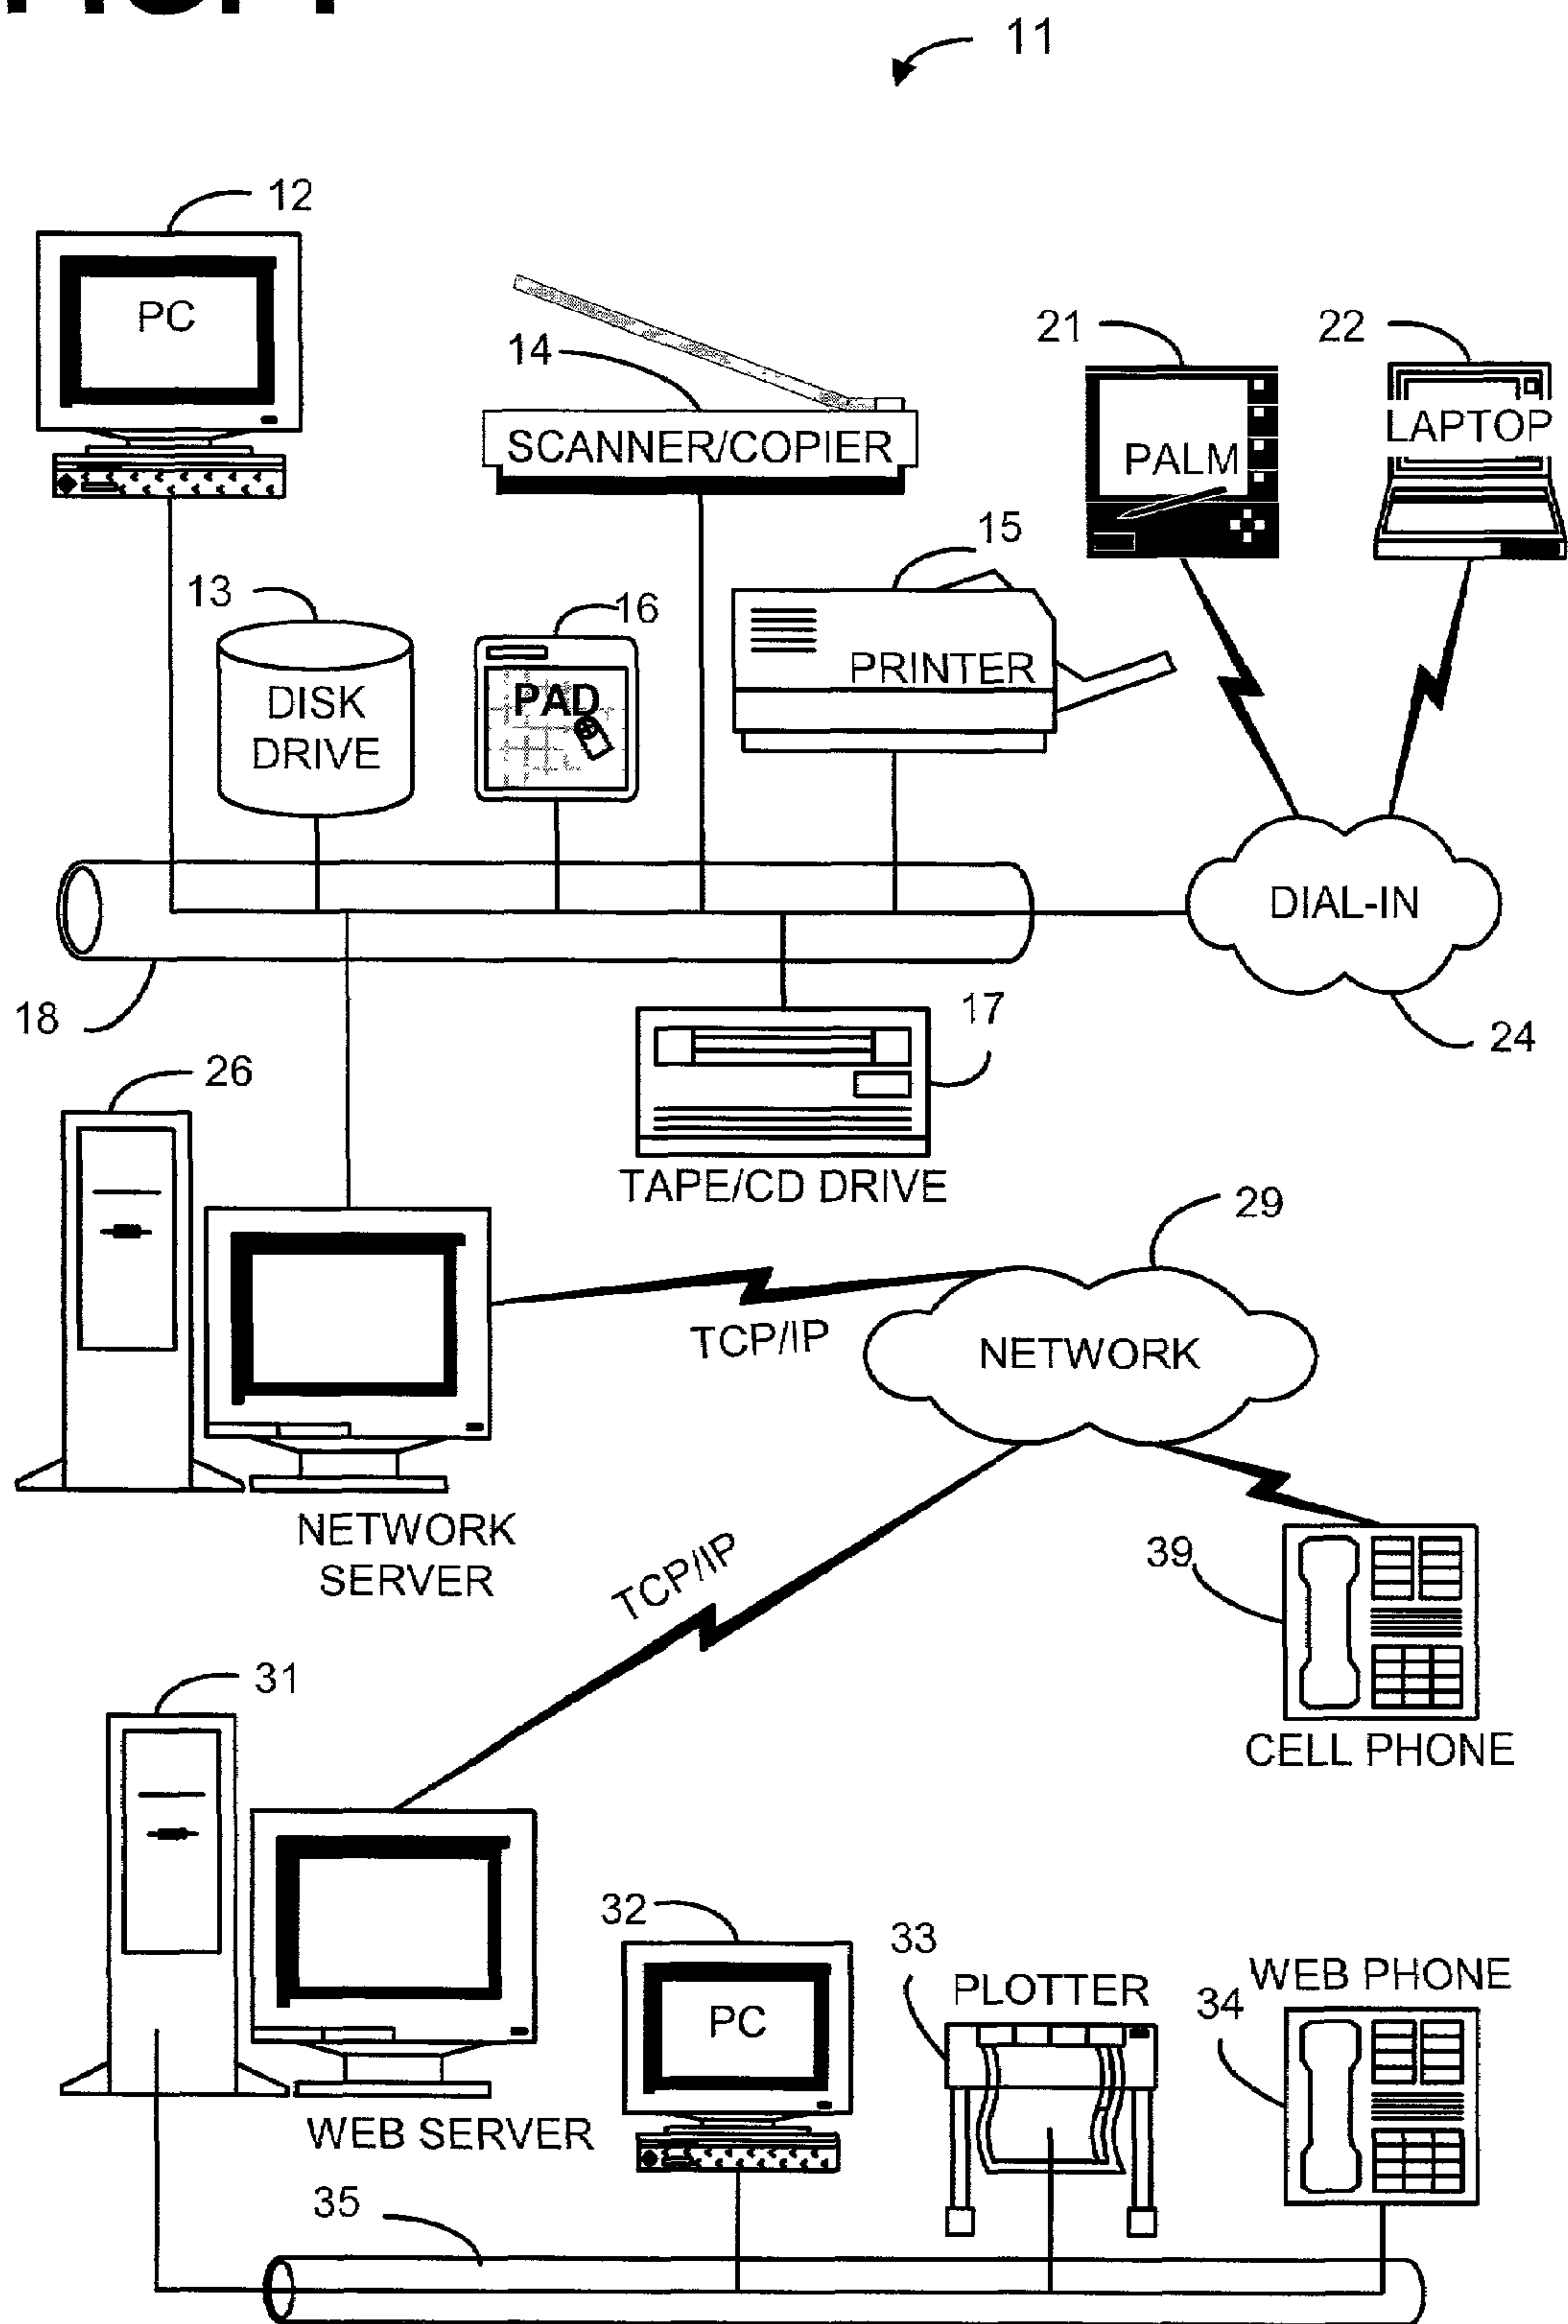 11
12
PC
14
SCANNER/COPIER
21
PALM
22
LAPTOP
13
DISK
DRIVE
16
PAD
15
PRINTER
DIAL-IN
18
17
24
TAPE/CD DRIVE
26
NETWORK
SERVER
TCP/IP
29
NETWORK
TCP/IP
39
CELL PHONE
31
WEB SERVER
32
PC
33
PLOTTER
WEB PHONE
34
35